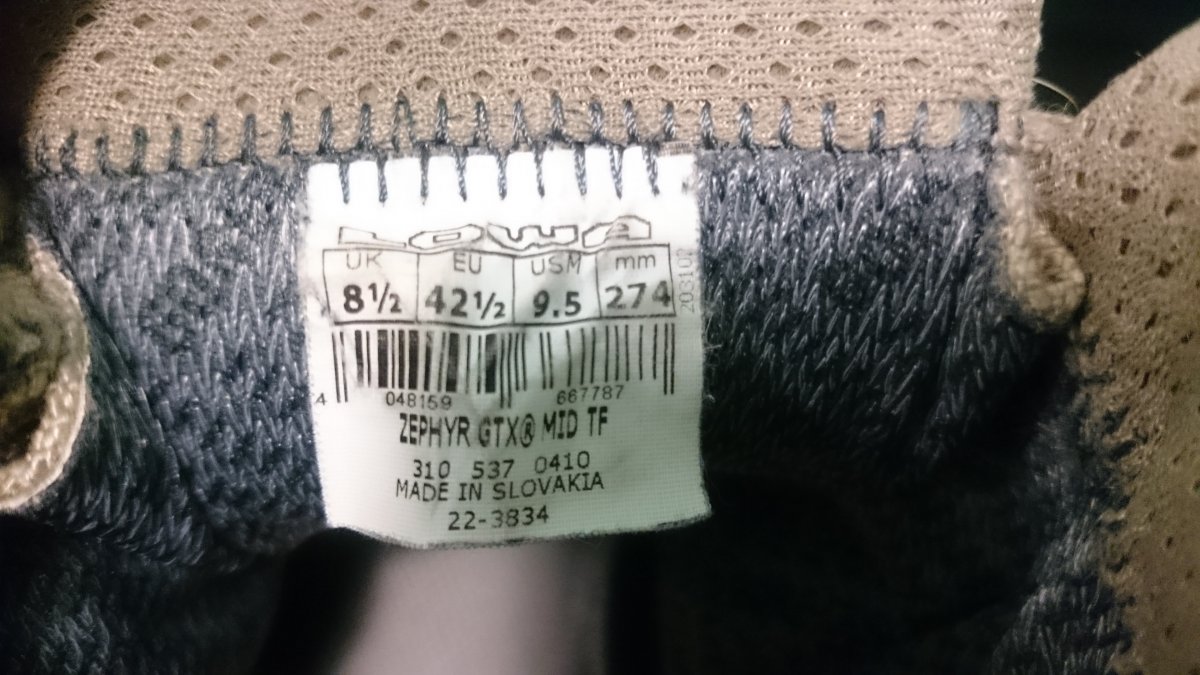 LOWA
UK EU USM mm
8½ 42½ 9.5 274
4 048159 667787
ZEPHYR GTX® MID TF
310 537 0410
MADE IN SLOVAKIA
22-3834